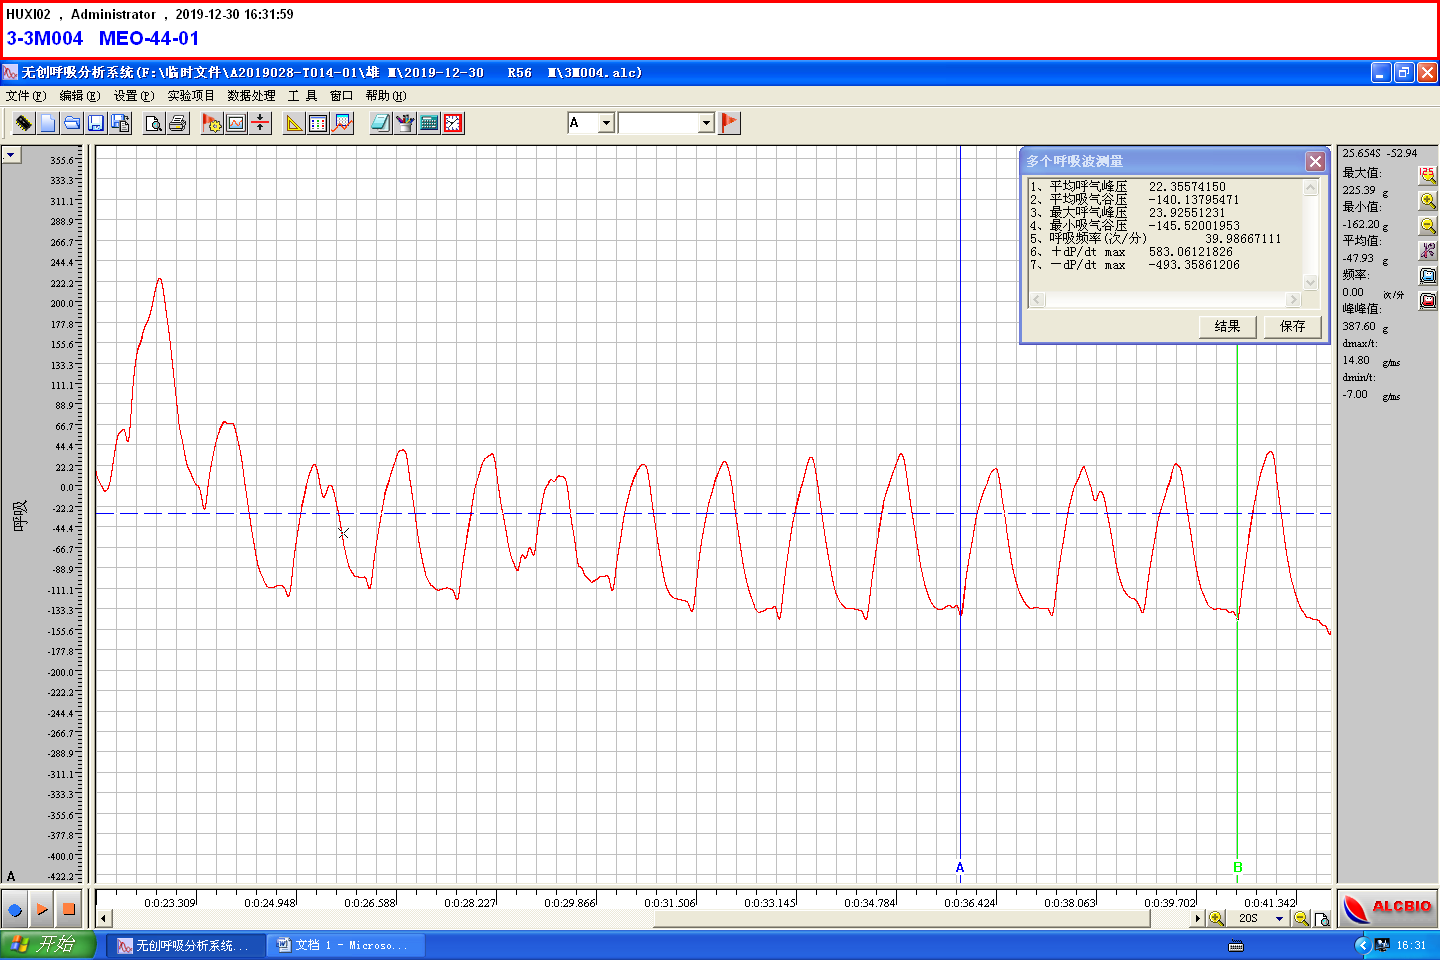 HUXI02 , Administrator , 2019-12-30 16:31:59
3-3M004 MEO-44-01
无创呼吸分析系统(F:\临时文件\A2019028-T014-01\雄 M\2019-12-30 R56 M\3M004.alc)
文件(F) 编辑(E) 设置(P) 实验项目 数据处理 工 具 窗口 帮助(H)
A
355.6
333.3
311.1
288.9
266.7
244.4
222.2
200.0
177.8
155.6
133.3
111.1
88.9
66.7
44.4
22.2
0.0
-22.2
-44.4
-66.7
-88.9
-111.1
-133.3
-155.6
-177.8
-200.0
-222.2
-244.4
-266.7
-288.9
-311.1
-333.3
-355.6
-377.8
-400.0
-422.2
呼吸
A
多个呼吸波测量
1、平均呼气峰压 22.35574150
2、平均吸气谷压 -140.13795471
3、最大呼气峰压 23.92551231
4、最小吸气谷压 -145.52001953
5、呼吸频率(次/分) 39.98667111
6、＋dP/dt max 583.06121826
7、－dP/dt max -493.35861206
结果 保存
A
B
25.654S -52.94
最大值:
225.39 g
最小值:
-162.20 g
平均值:
-47.93 g
频率:
0.00 次/分
峰峰值:
387.60 g
dmax/t:
14.80 g/ms
dmin/t:
-7.00 g/ms
125
0:0:23.309 0:0:24.948 0:0:26.588 0:0:28.227 0:0:29.866 0:0:31.506 0:0:33.145 0:0:34.784 0:0:36.424 0:0:38.063 0:0:39.702 0:0:41.342
20S
ALCBIO
开始 无创呼吸分析系统... 文档 1 - Microso... 16:31